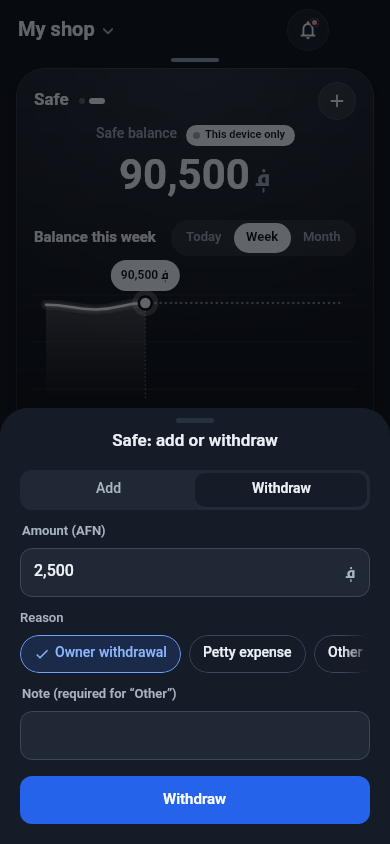 My shop
Safe
Safe balance This device only
90,500 ؋
Balance this week Today Week Month
90,500 ؋
Safe: add or withdraw
Add Withdraw
Amount (AFN)
2,500 ؋
Reason
Owner withdrawal Petty expense Other
Note (required for “Other”)
Withdraw